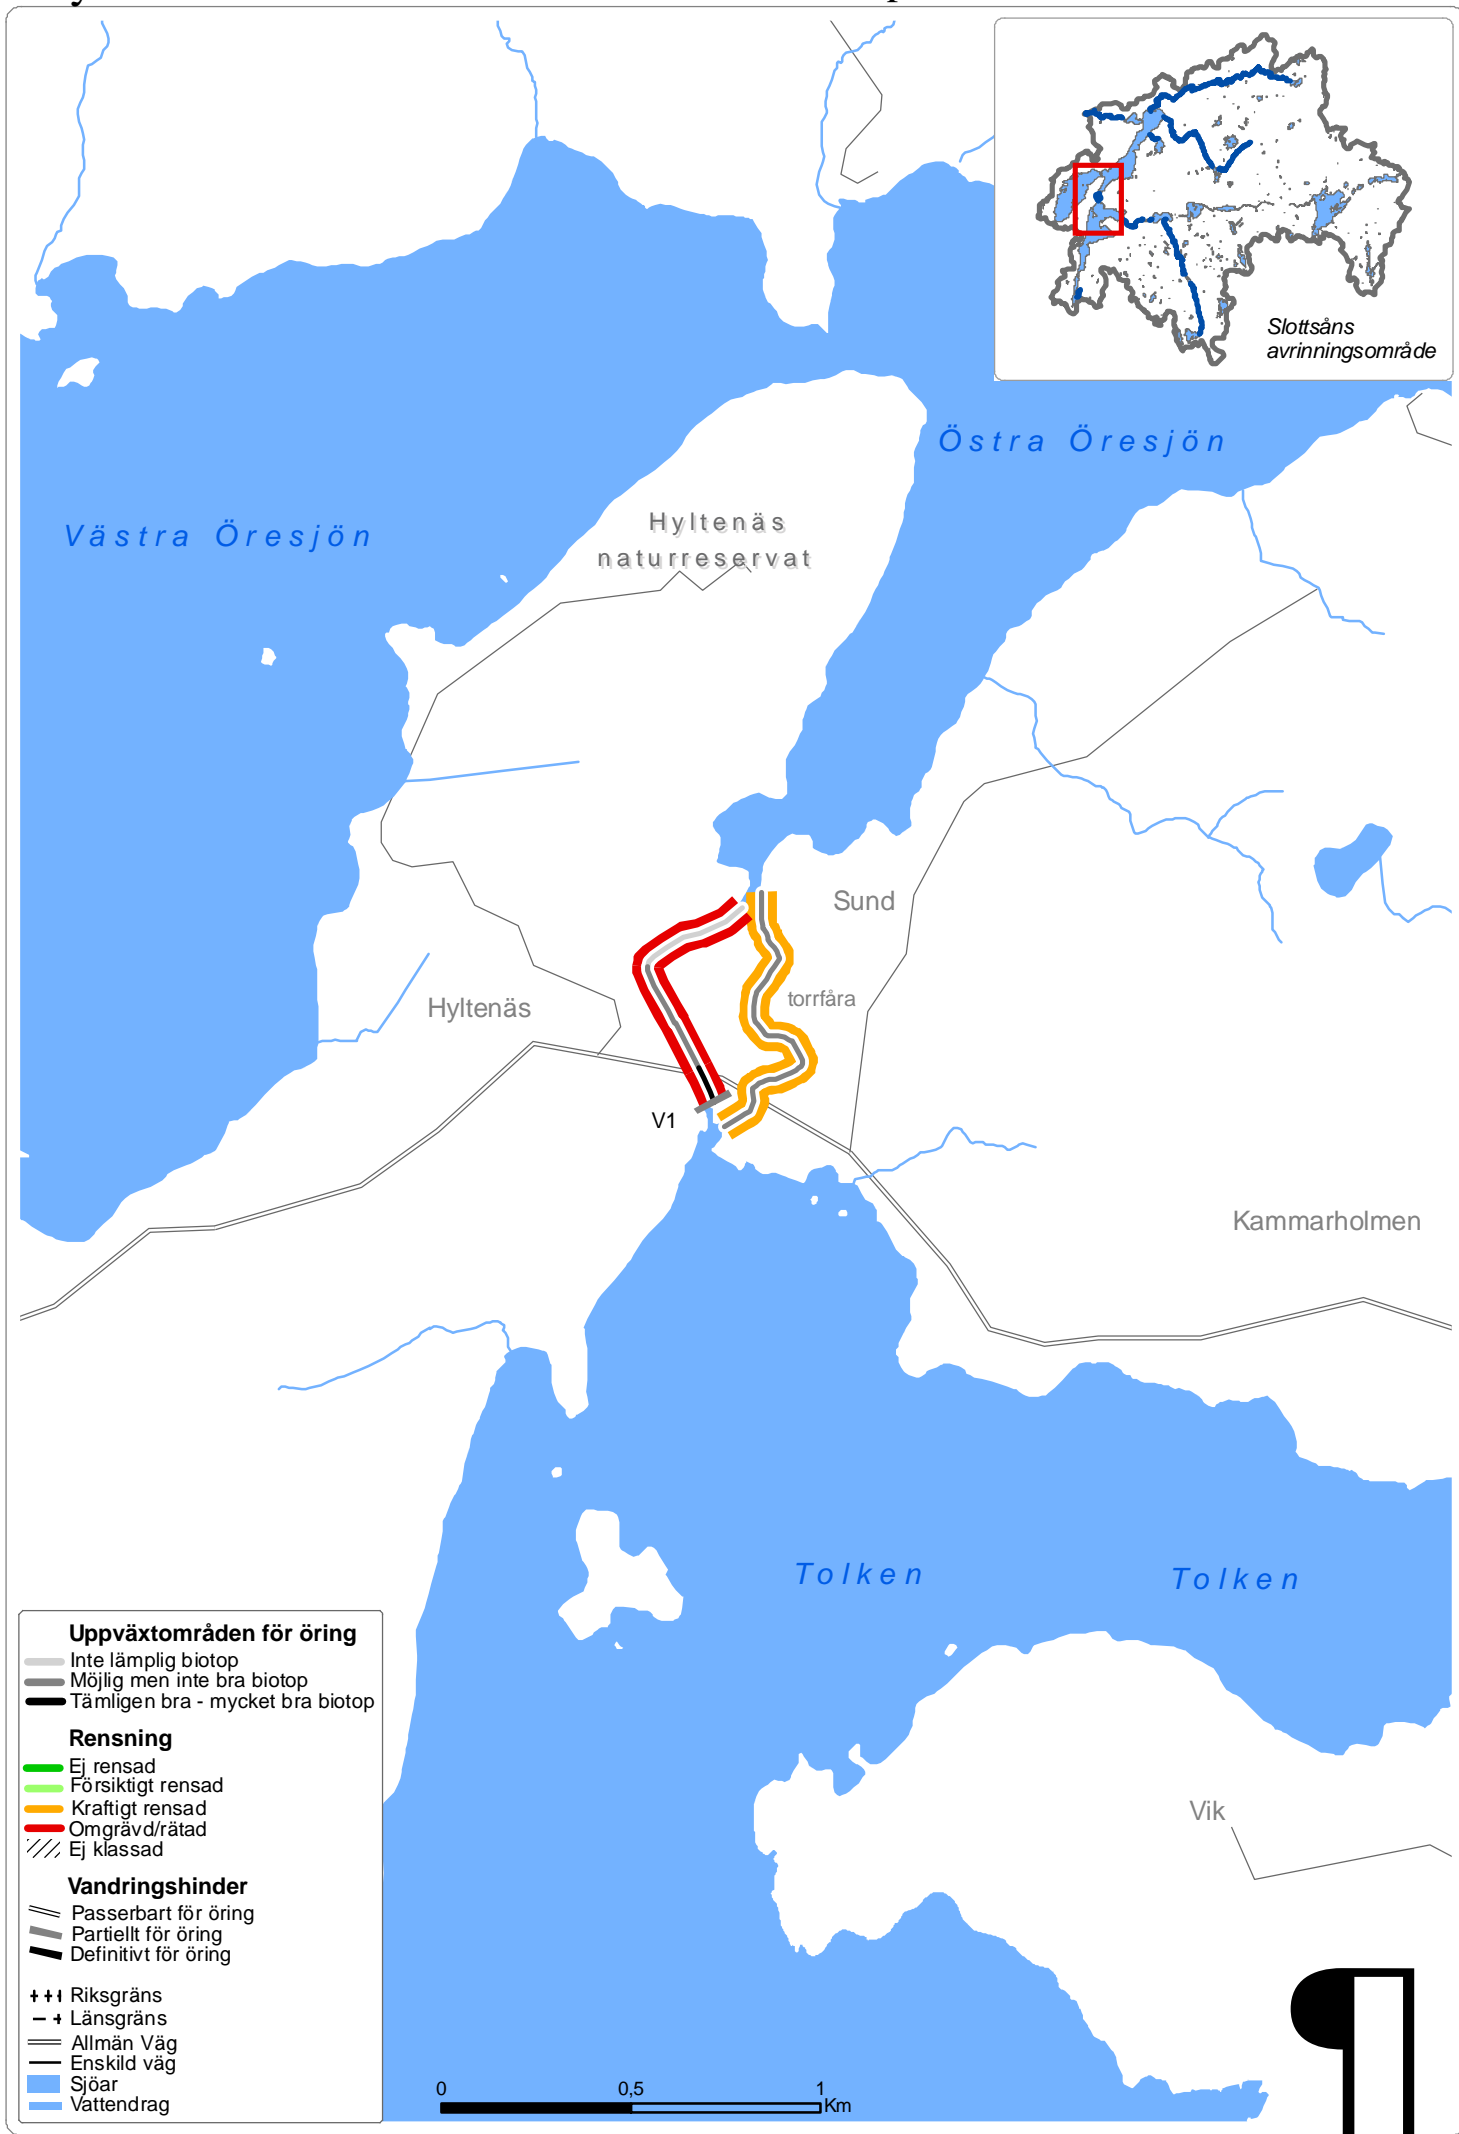 Slottsåns
avrinningsområde
Östra Öresjön
Västra Öresjön
Hyltenäs
naturreservat
Sund
torrfåra
Hyltenäs
V1
Kammarholmen
Tolken
Tolken
Vik
Uppväxtområden för öring
Inte lämplig biotop
Möjlig men inte bra biotop
Tämligen bra - mycket bra biotop
Rensning
Ej rensad
Försiktigt rensad
Kraftigt rensad
Omgrävd/rätad
Ej klassad
Vandringshinder
Passerbart för öring
Partiellt för öring
Definitivt för öring
Riksgräns
Länsgräns
Allmän Väg
Enskild väg
Sjöar
Vattendrag
0 0,5 1
Km
¶